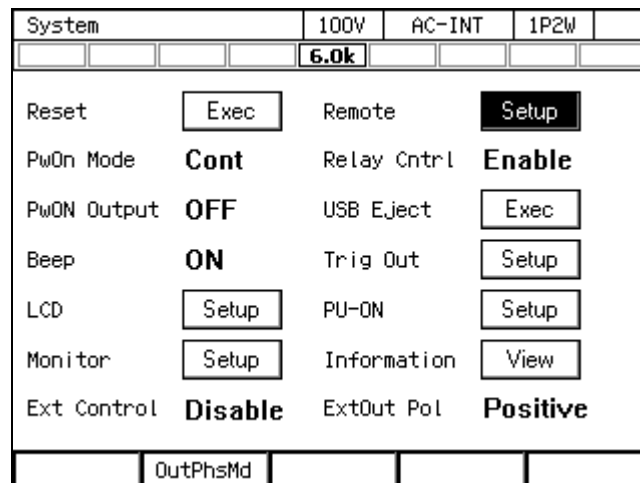 System 100V AC-INT 1P2W
6.0k
Reset Exec Remote Setup
PwOn Mode Cont Relay Cntrl Enable
PwON Output OFF USB Eject Exec
Beep ON Trig Out Setup
LCD Setup PU-ON Setup
Monitor Setup Information View
Ext Control Disable ExtOut Pol Positive
OutPhsMd